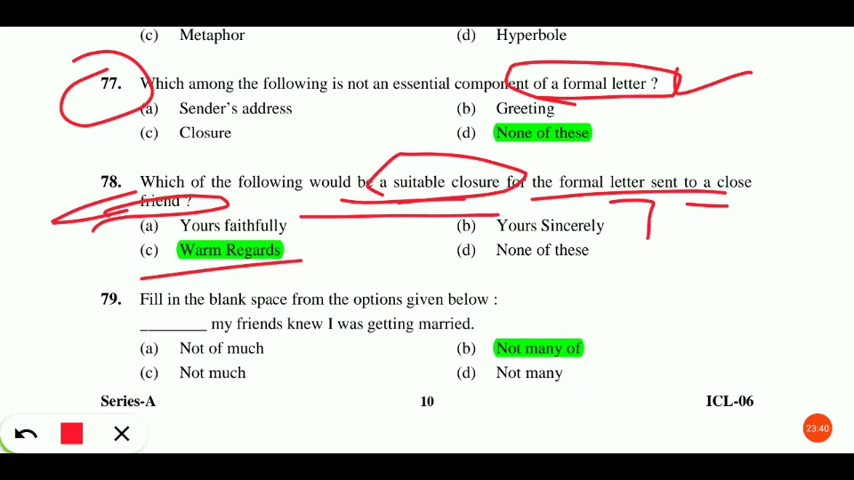 (c) Metaphor (d) Hyperbole
77. Which among the following is not an essential component of a formal letter ?
(a) Sender's address (b) Greeting
(c) Closure (d) None of these
78. Which of the following would be a suitable closure for the formal letter sent to a close
friend ?
(a) Yours faithfully (b) Yours Sincerely
(c) Warm Regards (d) None of these
79. Fill in the blank space from the options given below :
________ my friends knew I was getting married.
(a) Not of much (b) Not many of
(c) Not much (d) Not many
Series-A 10 ICL-06
23:40